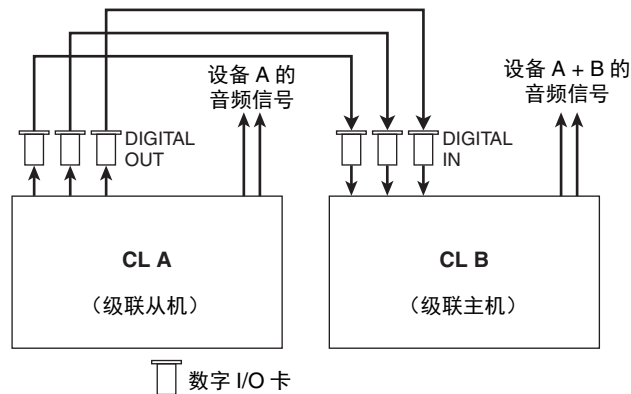 设备 A 的
音频信号
设备 A + B 的
音频信号
DIGITAL
OUT
DIGITAL
IN
CL A
（级联从机）
CL B
（级联主机）
数字 I/O 卡